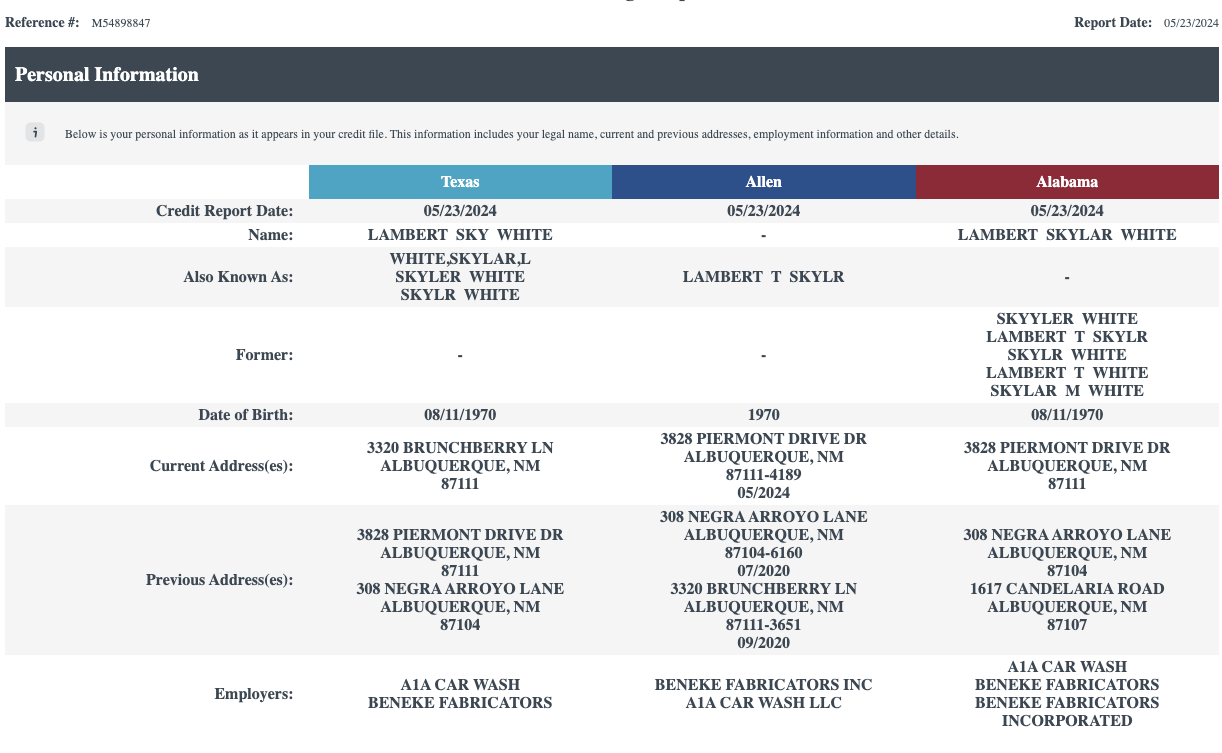 Reference #: M54898847 Report Date: 05/23/2024
Personal Information
i Below is your personal information as it appears in your credit file. This information includes your legal name, current and previous addresses, employment information and other details.
Texas Allen Alabama
Credit Report Date: 05/23/2024 05/23/2024 05/23/2024
Name: LAMBERT SKY WHITE - LAMBERT SKYLAR WHITE
Also Known As:
WHITE,SKYLAR,L
SKYLER WHITE
SKYLR WHITE
LAMBERT T SKYLR
-
Former:
-
-
SKYYLER WHITE
LAMBERT T SKYLR
SKYLR WHITE
LAMBERT T WHITE
SKYLAR M WHITE
Date of Birth: 08/11/1970 1970 08/11/1970
Current Address(es):
3320 BRUNCHBERRY LN
ALBUQUERQUE, NM
87111
3828 PIERMONT DRIVE DR
ALBUQUERQUE, NM
87111-4189
05/2024
3828 PIERMONT DRIVE DR
ALBUQUERQUE, NM
87111
Previous Address(es):
3828 PIERMONT DRIVE DR
ALBUQUERQUE, NM
87111
308 NEGRA ARROYO LANE
ALBUQUERQUE, NM
87104
308 NEGRA ARROYO LANE
ALBUQUERQUE, NM
87104-6160
07/2020
3320 BRUNCHBERRY LN
ALBUQUERQUE, NM
87111-3651
09/2020
308 NEGRA ARROYO LANE
ALBUQUERQUE, NM
87104
1617 CANDELARIA ROAD
ALBUQUERQUE, NM
87107
Employers:
A1A CAR WASH
BENEKE FABRICATORS
BENEKE FABRICATORS INC
A1A CAR WASH LLC
A1A CAR WASH
BENEKE FABRICATORS
BENEKE FABRICATORS
INCORPORATED